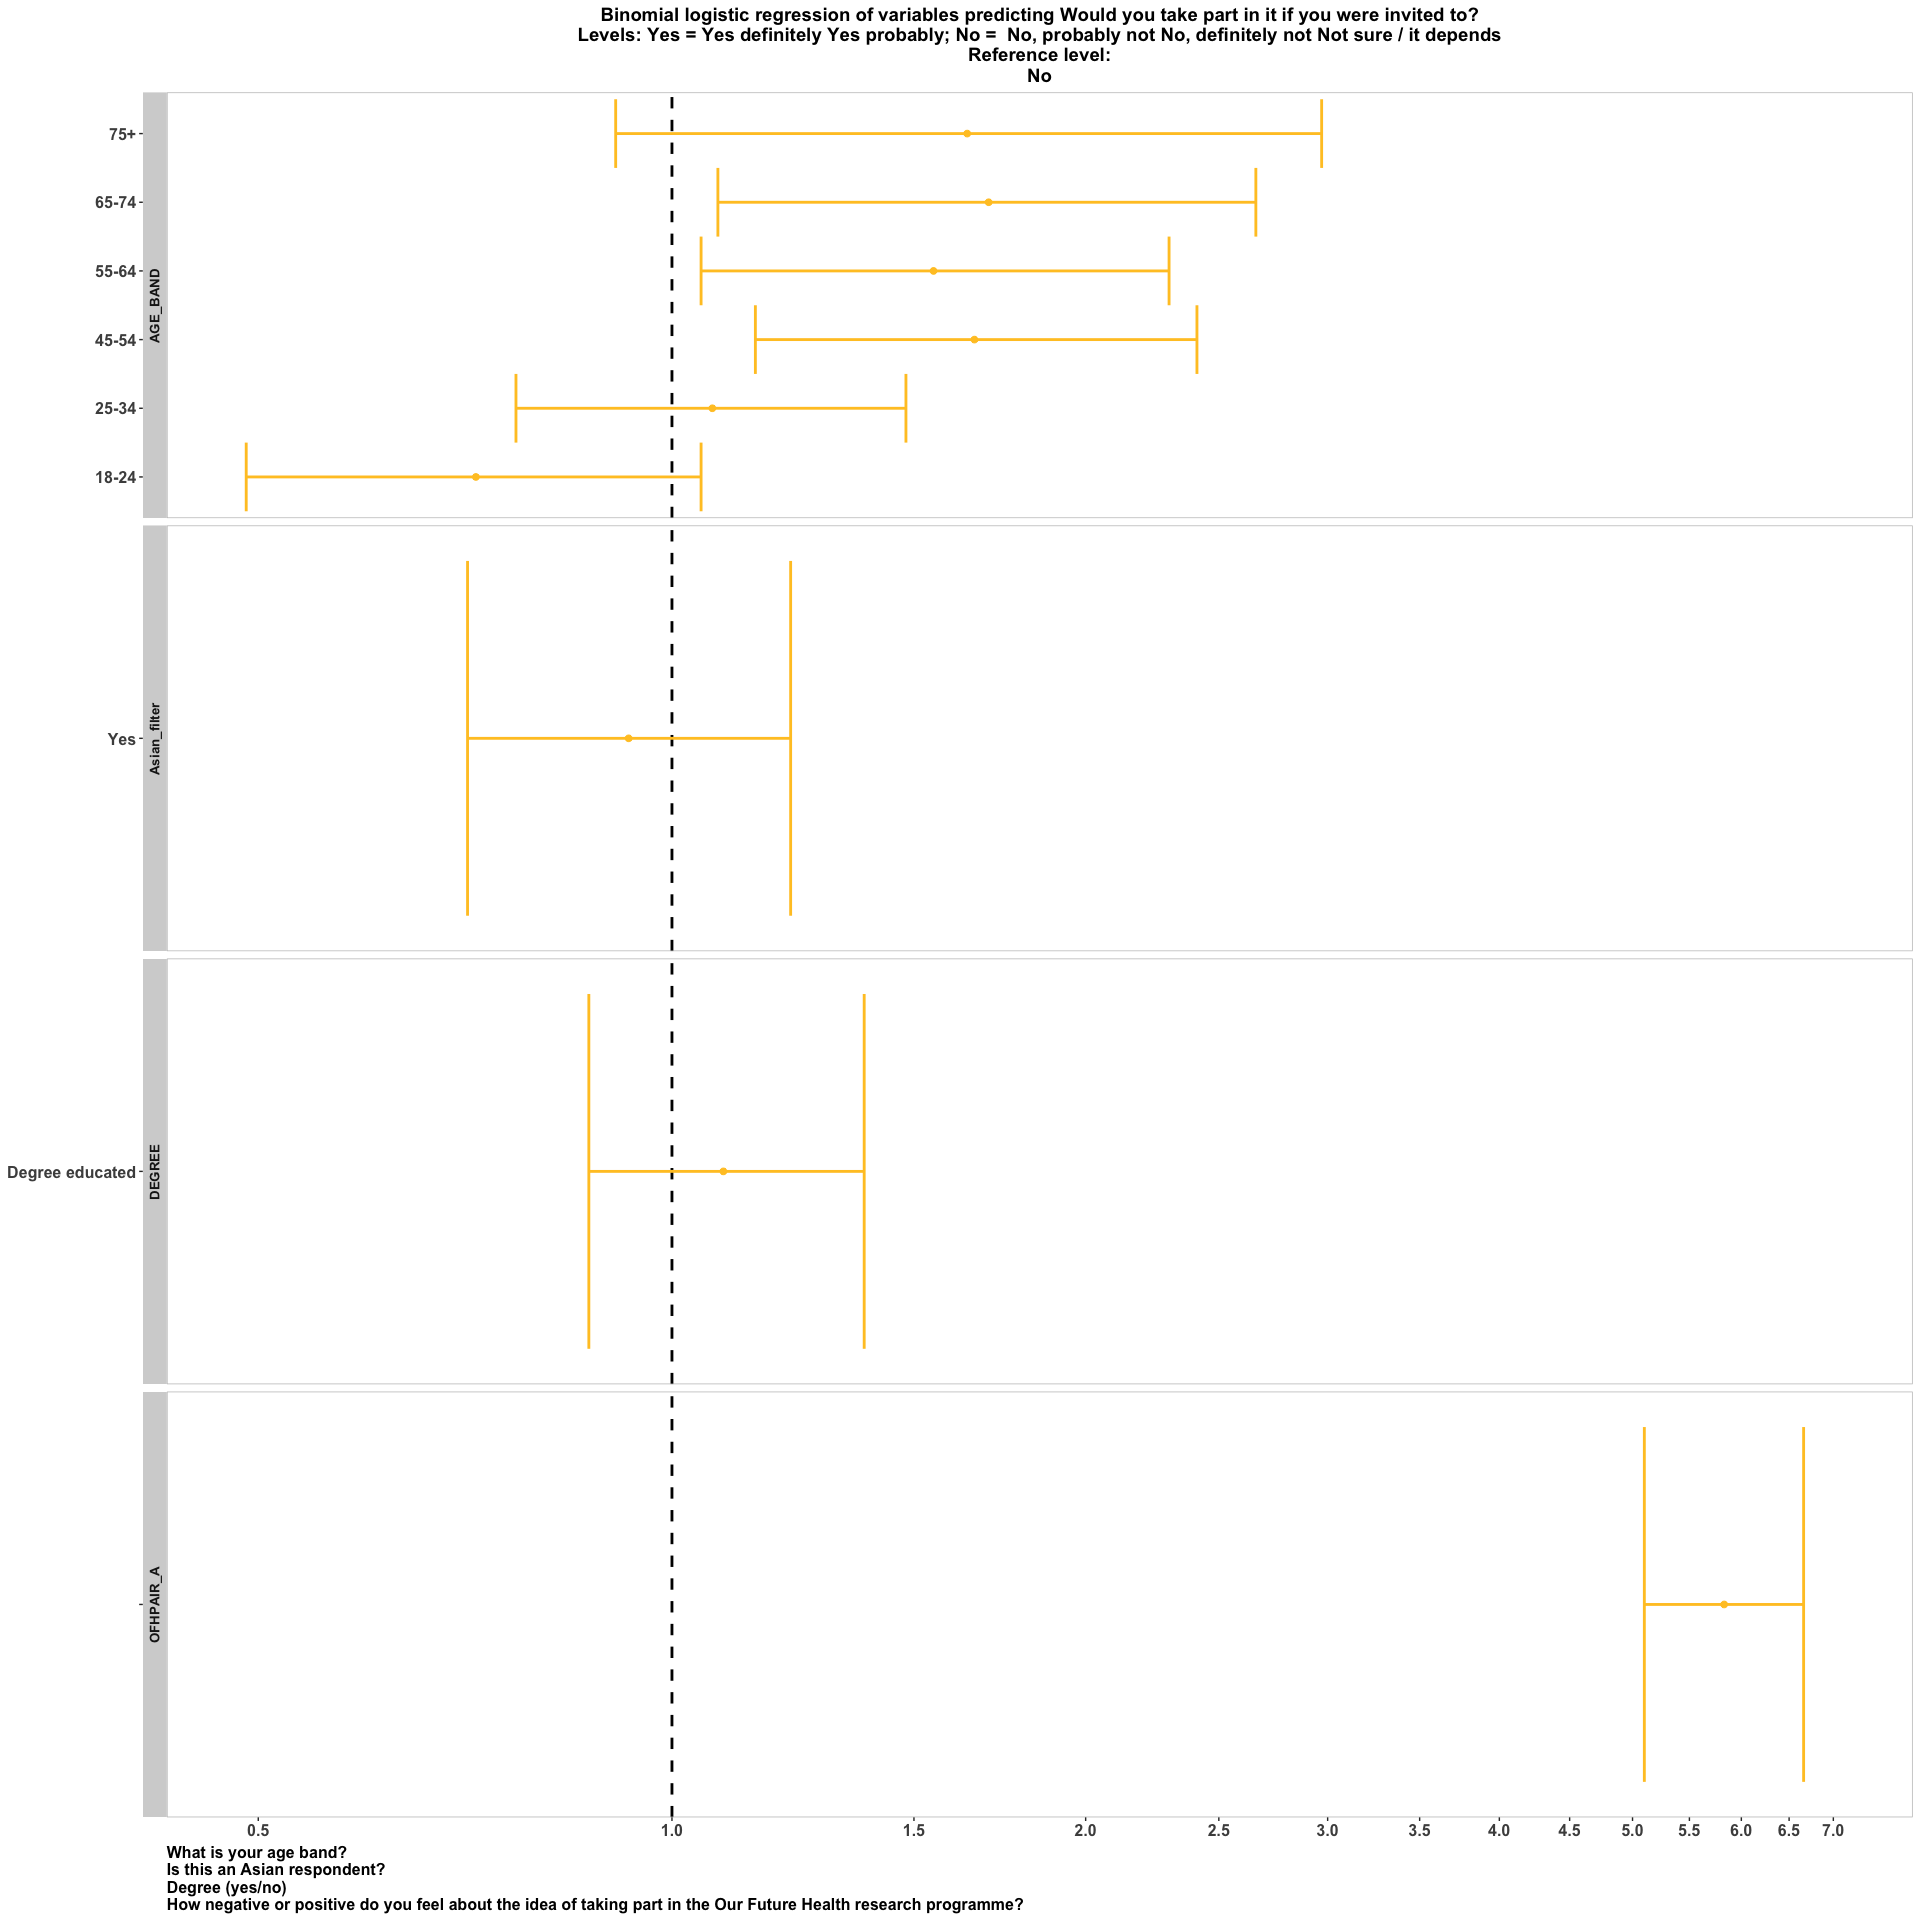 Binomial logistic regression of variables predicting Would you take part in it if you were invited to?
Levels: Yes = Yes definitely Yes probably; No =  No, probably not No, definitely not Not sure / it depends
Reference level:
No
AGE_BAND
75+
65-74
55-64
45-54
25-34
18-24
Asian_filter
Yes
DEGREE
Degree educated
OFHPAIR_A
0.5 1.0 1.5 2.0 2.5 3.0 3.5 4.0 4.5 5.0 5.5 6.0 6.5 7.0
What is your age band?
Is this an Asian respondent?
Degree (yes/no)
How negative or positive do you feel about the idea of taking part in the Our Future Health research programme?